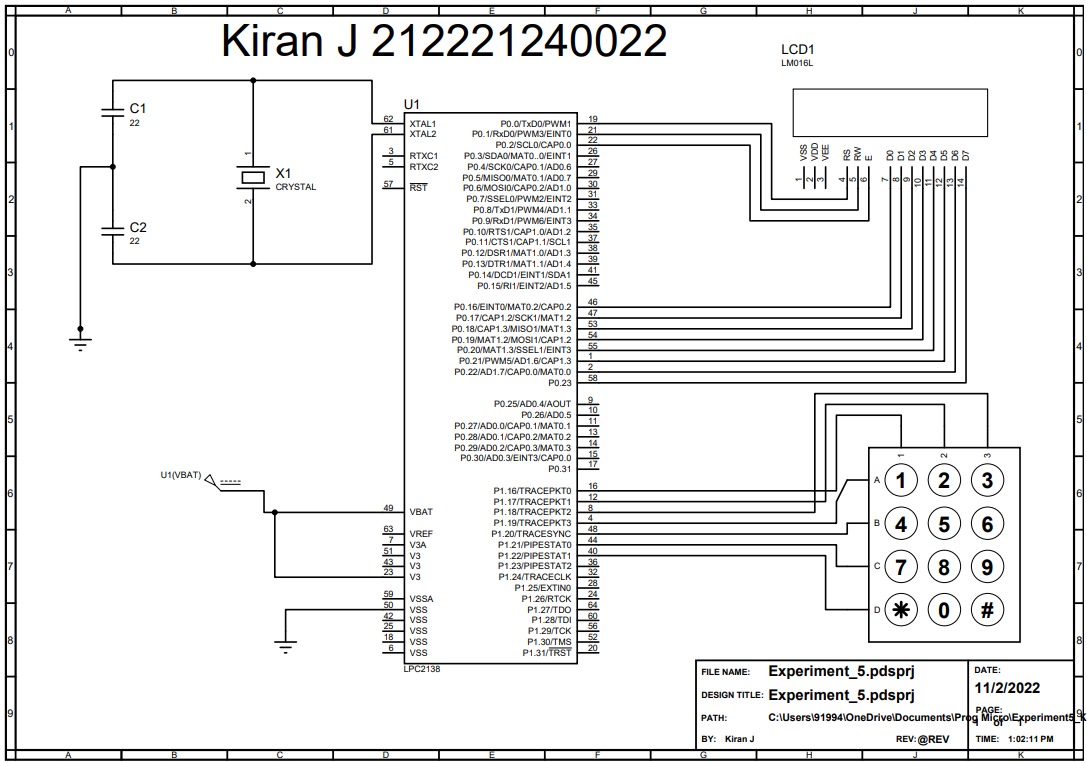 A B C D E F G H J K
Kiran J 212221240022
LCD1
LM016L
0 0
1 1
2 2
3 3
4 4
5 5
6 6
7 7
8 8
9 9
C1
22
C2
22
1
X1
CRYSTAL
2
U1
62 XTAL1
61 XTAL2
3 RTXC1
5 RTXC2
57 RST
49 VBAT
63 VREF
7 V3A
51 V3
43 V3
23 V3
59 VSSA
50 VSS
42 VSS
25 VSS
18 VSS
6 VSS
LPC2138
U1(VBAT)
P0.0/TxD0/PWM1 19
P0.1/RxD0/PWM3/EINT0 21
P0.2/SCL0/CAP0.0 22
P0.3/SDA0/MAT0..0/EINT1 26
P0.4/SCK0/CAP0.1/AD0.6 27
P0.5/MISO0/MAT0.1/AD0.7 29
P0.6/MOSI0/CAP0.2/AD1.0 30
P0.7/SSEL0/PWM2/EINT2 31
P0.8/TxD1/PWM4/AD1.1 33
P0.9/RxD1/PWM6/EINT3 34
P0.10/RTS1/CAP1.0/AD1.2 35
P0.11/CTS1/CAP1.1/SCL1 37
P0.12/DSR1/MAT1.0/AD1.3 38
P0.13/DTR1/MAT1.1/AD1.4 39
P0.14/DCD1/EINT1/SDA1 41
P0.15/RI1/EINT2/AD1.5 45
P0.16/EINT0/MAT0.2/CAP0.2 46
P0.17/CAP1.2/SCK1/MAT1.2 47
P0.18/CAP1.3/MISO1/MAT1.3 53
P0.19/MAT1.2/MOSI1/CAP1.2 54
P0.20/MAT1.3/SSEL1/EINT3 55
P0.21/PWM5/AD1.6/CAP1.3 1
P0.22/AD1.7/CAP0.0/MAT0.0 2
P0.23 58
P0.25/AD0.4/AOUT 9
P0.26/AD0.5 10
P0.27/AD0.0/CAP0.1/MAT0.1 11
P0.28/AD0.1/CAP0.2/MAT0.2 13
P0.29/AD0.2/CAP0.3/MAT0.3 14
P0.30/AD0.3/EINT3/CAP0.0 15
P0.31 17
P1.16/TRACEPKT0 16
P1.17/TRACEPKT1 12
P1.18/TRACEPKT2 8
P1.19/TRACEPKT3 4
P1.20/TRACESYNC 48
P1.21/PIPESTAT0 44
P1.22/PIPESTAT1 40
P1.23/PIPESTAT2 36
P1.24/TRACECLK 32
P1.25/EXTIN0 28
P1.26/RTCK 24
P1.27/TDO 64
P1.28/TDI 60
P1.29/TCK 56
P1.30/TMS 52
P1.31/TRST 20
VSS VDD VEE RS RW E D0 D1 D2 D3 D4 D5 D6 D7
1 2 3 4 5 6 7 8 9 10 11 12 13 14
1 2 3
A 1 2 3
B 4 5 6
C 7 8 9
D * 0 #
FILE NAME: Experiment_5.pdsprj
DESIGN TITLE: Experiment_5.pdsprj
PATH: C:\Users\91994\OneDrive\Documents\Prog Micro\Experiment5_K
BY: Kiran J REV: @REV
DATE:
11/2/2022
PAGE:
of
TIME: 1:02:11 PM
A B C D E F G H J K